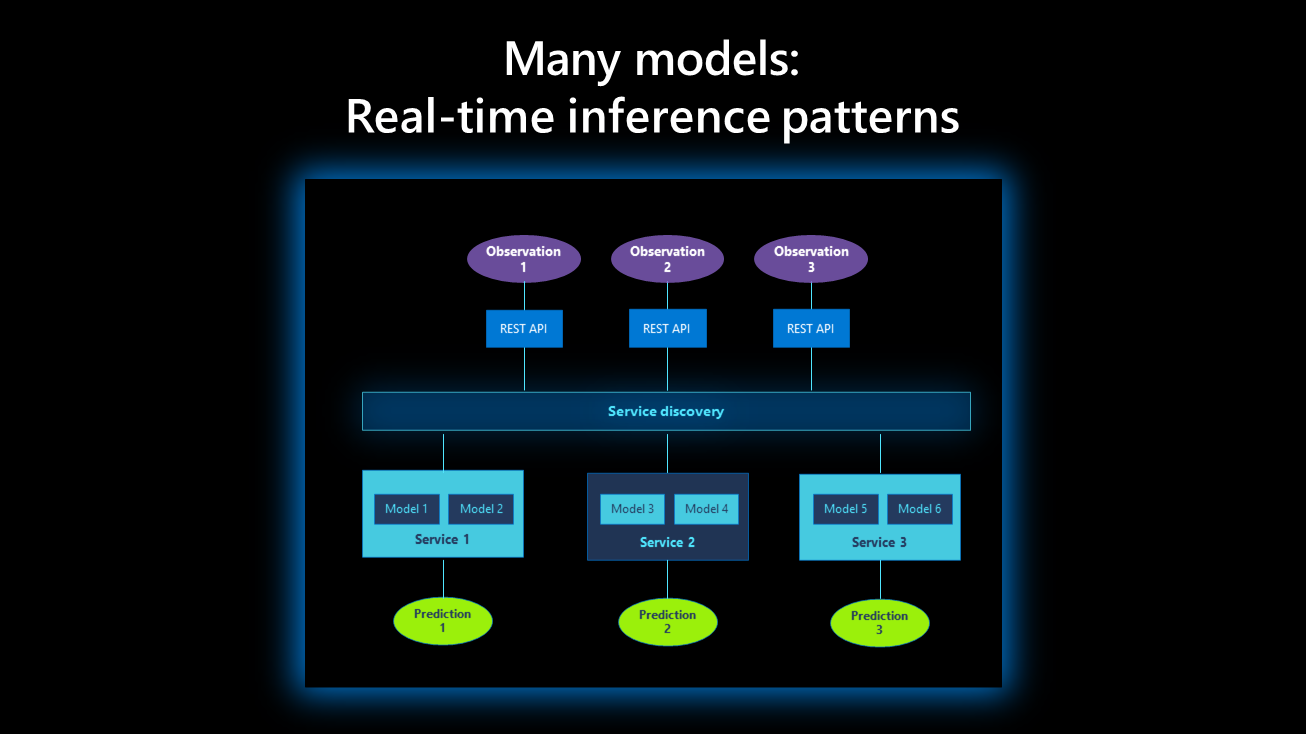 Many models:
Real-time inference patterns
Observation
1
Observation
2
Observation
3
REST API
REST API
REST API
Service discovery
Model 1
Model 2
Service 1
Model 3
Model 4
Service 2
Model 5
Model 6
Service 3
Prediction
1
Prediction
2
Prediction
3